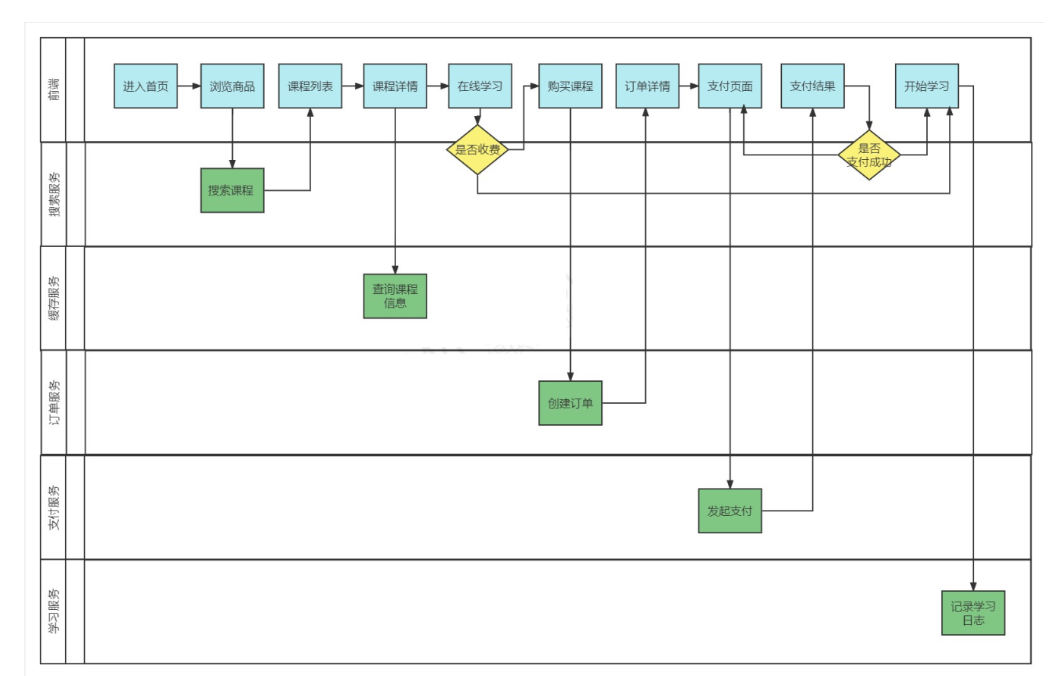 前端
进入首页
浏览商品
课程列表
课程详情
在线学习
购买课程
订单详情
支付页面
支付结果
开始学习
是否收费
是否
支付成功
搜索服务
搜索课程
缓存服务
查询课程
信息
订单服务
创建订单
支付服务
发起支付
学习服务
记录学习
日志